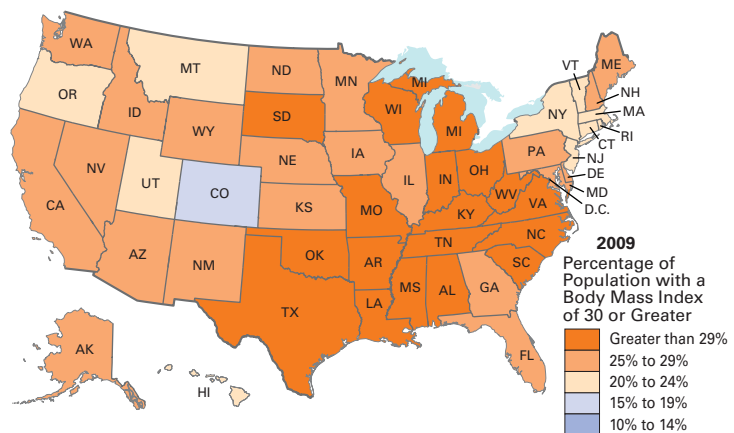 WA
OR
CA
NV
ID
MT
WY
UT
CO
AZ
NM
ND
SD
NE
KS
OK
TX
MN
IA
MO
AR
LA
WI
MI
MI
IL
IN
OH
KY
TN
MS
AL
GA
FL
SC
NC
VA
WV
PA
NY
VT
ME
NH
MA
RI
CT
NJ
DE
MD
D.C.
AK
HI
2009
Percentage of
Population with a
Body Mass Index
of 30 or Greater
Greater than 29%
25% to 29%
20% to 24%
15% to 19%
10% to 14%